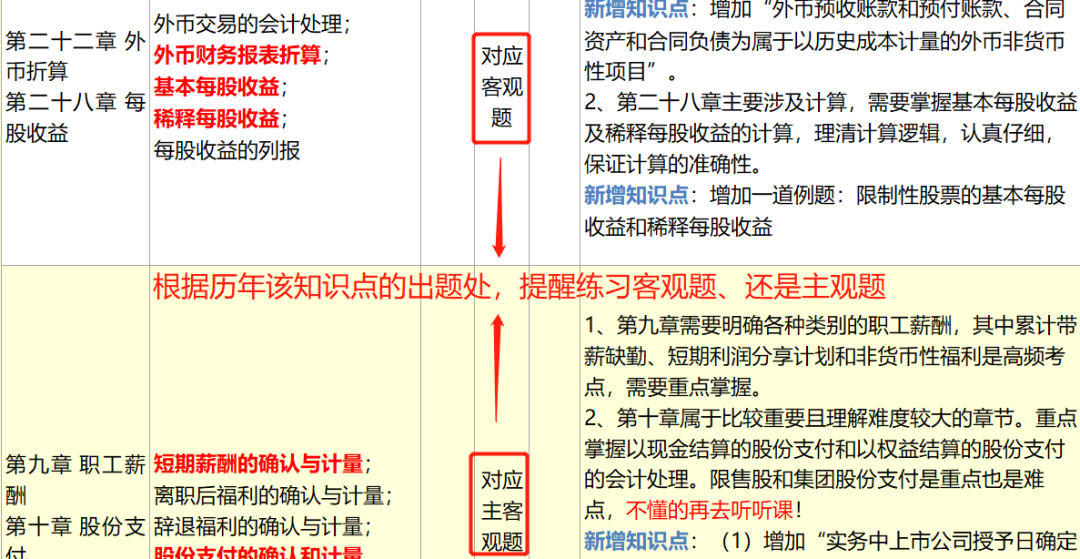 第二十二章 外
币折算
第二十八章 每
股收益
外币交易的会计处理；
外币财务报表折算；
基本每股收益；
稀释每股收益；
每股收益的列报
对应
客观
题
新增知识点：增加“外币预收账款和预付账款、合同
资产和合同负债为属于以历史成本计量的外币非货币
性项目”。
2、第二十八章主要涉及计算，需要掌握基本每股收益
及稀释每股收益的计算，理清计算逻辑，认真仔细，
保证计算的准确性。
新增知识点：增加一道例题：限制性股票的基本每股
收益和稀释每股收益
根据历年该知识点的出题处，提醒练习客观题、还是主观题
第九章 职工薪
酬
第十章 股份支
付
短期薪酬的确认与计量；
离职后福利的确认与计量；
辞退福利的确认与计量；
股份支付的确认和计量
对应
主客
观题
1、第九章需要明确各种类别的职工薪酬，其中累计带
薪缺勤、短期利润分享计划和非货币性福利是高频考
点，需要重点掌握。
2、第十章属于比较重要且理解难度较大的章节。重点
掌握以现金结算的股份支付和以权益结算的股份支付
的会计处理。限售股和集团股份支付是重点也是难
点，不懂的再去听听课！
新增知识点：（1）增加“实务中上市公司授予日确定